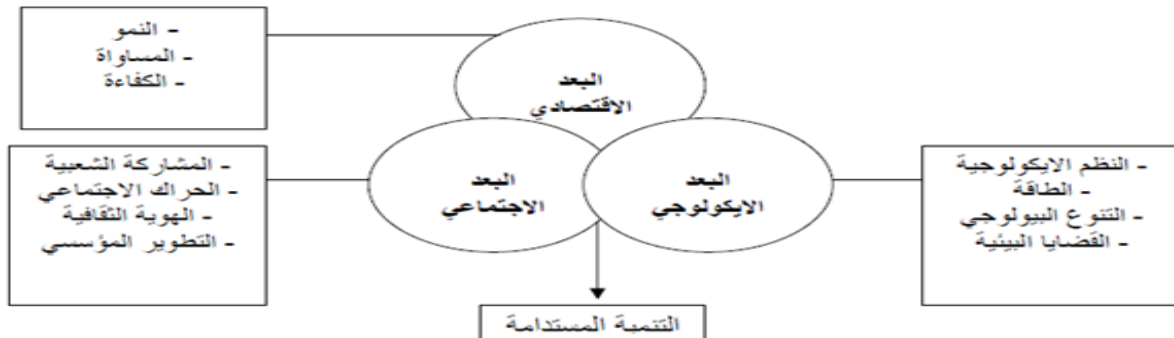 - النمو
- المساواة
- الكفاءة
البعد
الاقتصادي
- المشاركة الشعبية
- الحراك الاجتماعي
- الهوية الثقافية
- التطوير المؤسسي
البعد
الاجتماعي
البعد
الايكولوجي
- النظم الايكولوجية
- الطاقة
- التنوع البيولوجي
- القضايا البيئية
التنمية المستدامة